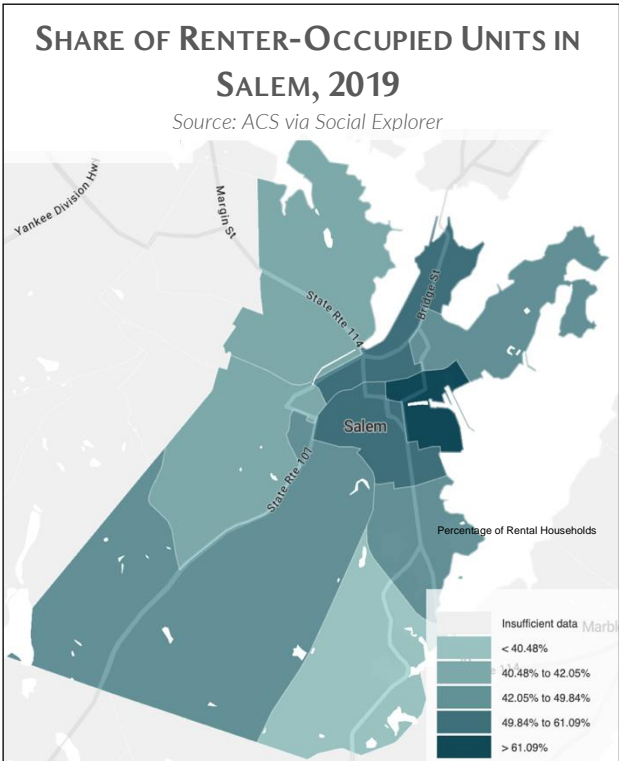 SHARE OF RENTER-OCCUPIED UNITS IN
SALEM, 2019
Source: ACS via Social Explorer
Yankee Division Hwy
Margin St
State Rte 114
Bridge St
Salem
State Rte 107
Percentage of Rental Households
Insufficient data
< 40.48%
40.48% to 42.05%
42.05% to 49.84%
49.84% to 61.09%
> 61.09%